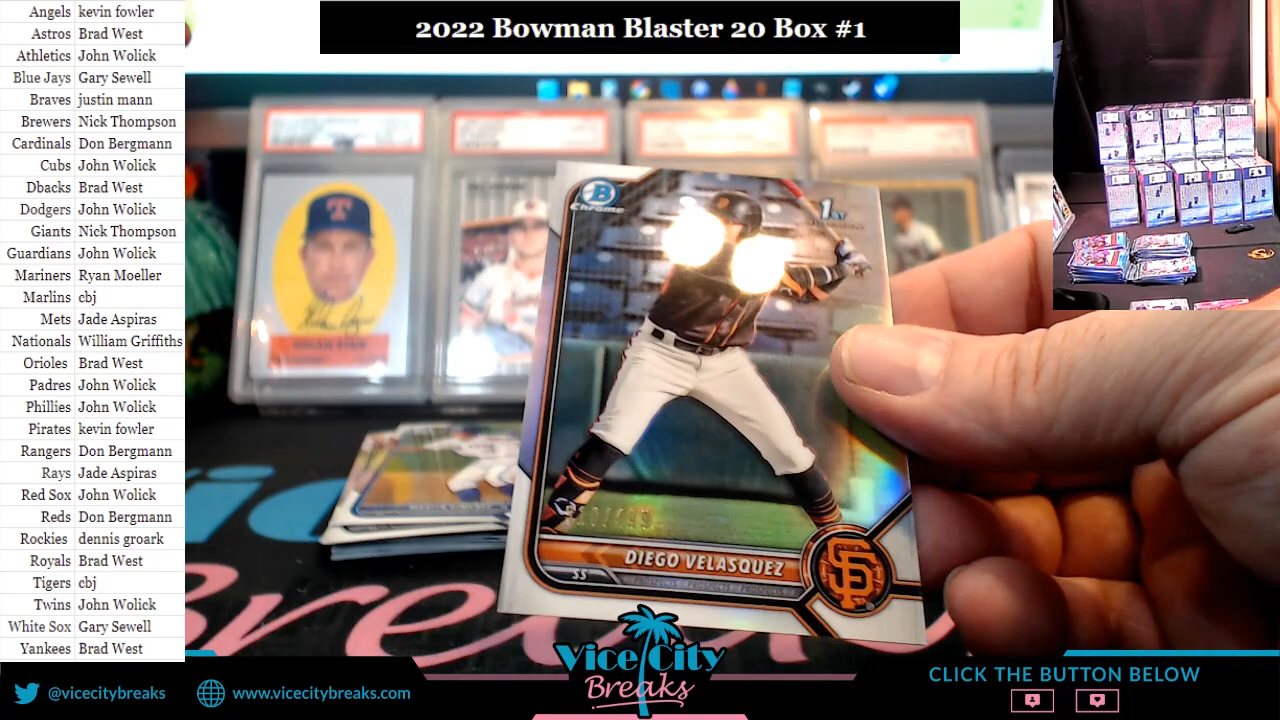 2022 Bowman Blaster 20 Box #1
Angels kevin fowler
Astros Brad West
Athletics John Wolick
Blue Jays Gary Sewell
Braves justin mann
Brewers Nick Thompson
Cardinals Don Bergmann
Cubs John Wolick
Dbacks Brad West
Dodgers John Wolick
Giants Nick Thompson
Guardians John Wolick
Mariners Ryan Moeller
Marlins cbj
Mets Jade Aspiras
Nationals William Griffiths
Orioles Brad West
Padres John Wolick
Phillies John Wolick
Pirates kevin fowler
Rangers Don Bergmann
Rays Jade Aspiras
Red Sox John Wolick
Reds Don Bergmann
Rockies dennis groark
Royals Brad West
Tigers cbj
Twins John Wolick
White Sox Gary Sewell
Yankees Brad West
B
Chrome
1ST
T
DIEGO VELASQUEZ
SS
PROSPECTS // PROSPECTS // PROSPECTS
SF
Vice City
Breaks
@vicecitybreaks
www.vicecitybreaks.com
CLICK THE BUTTON BELOW